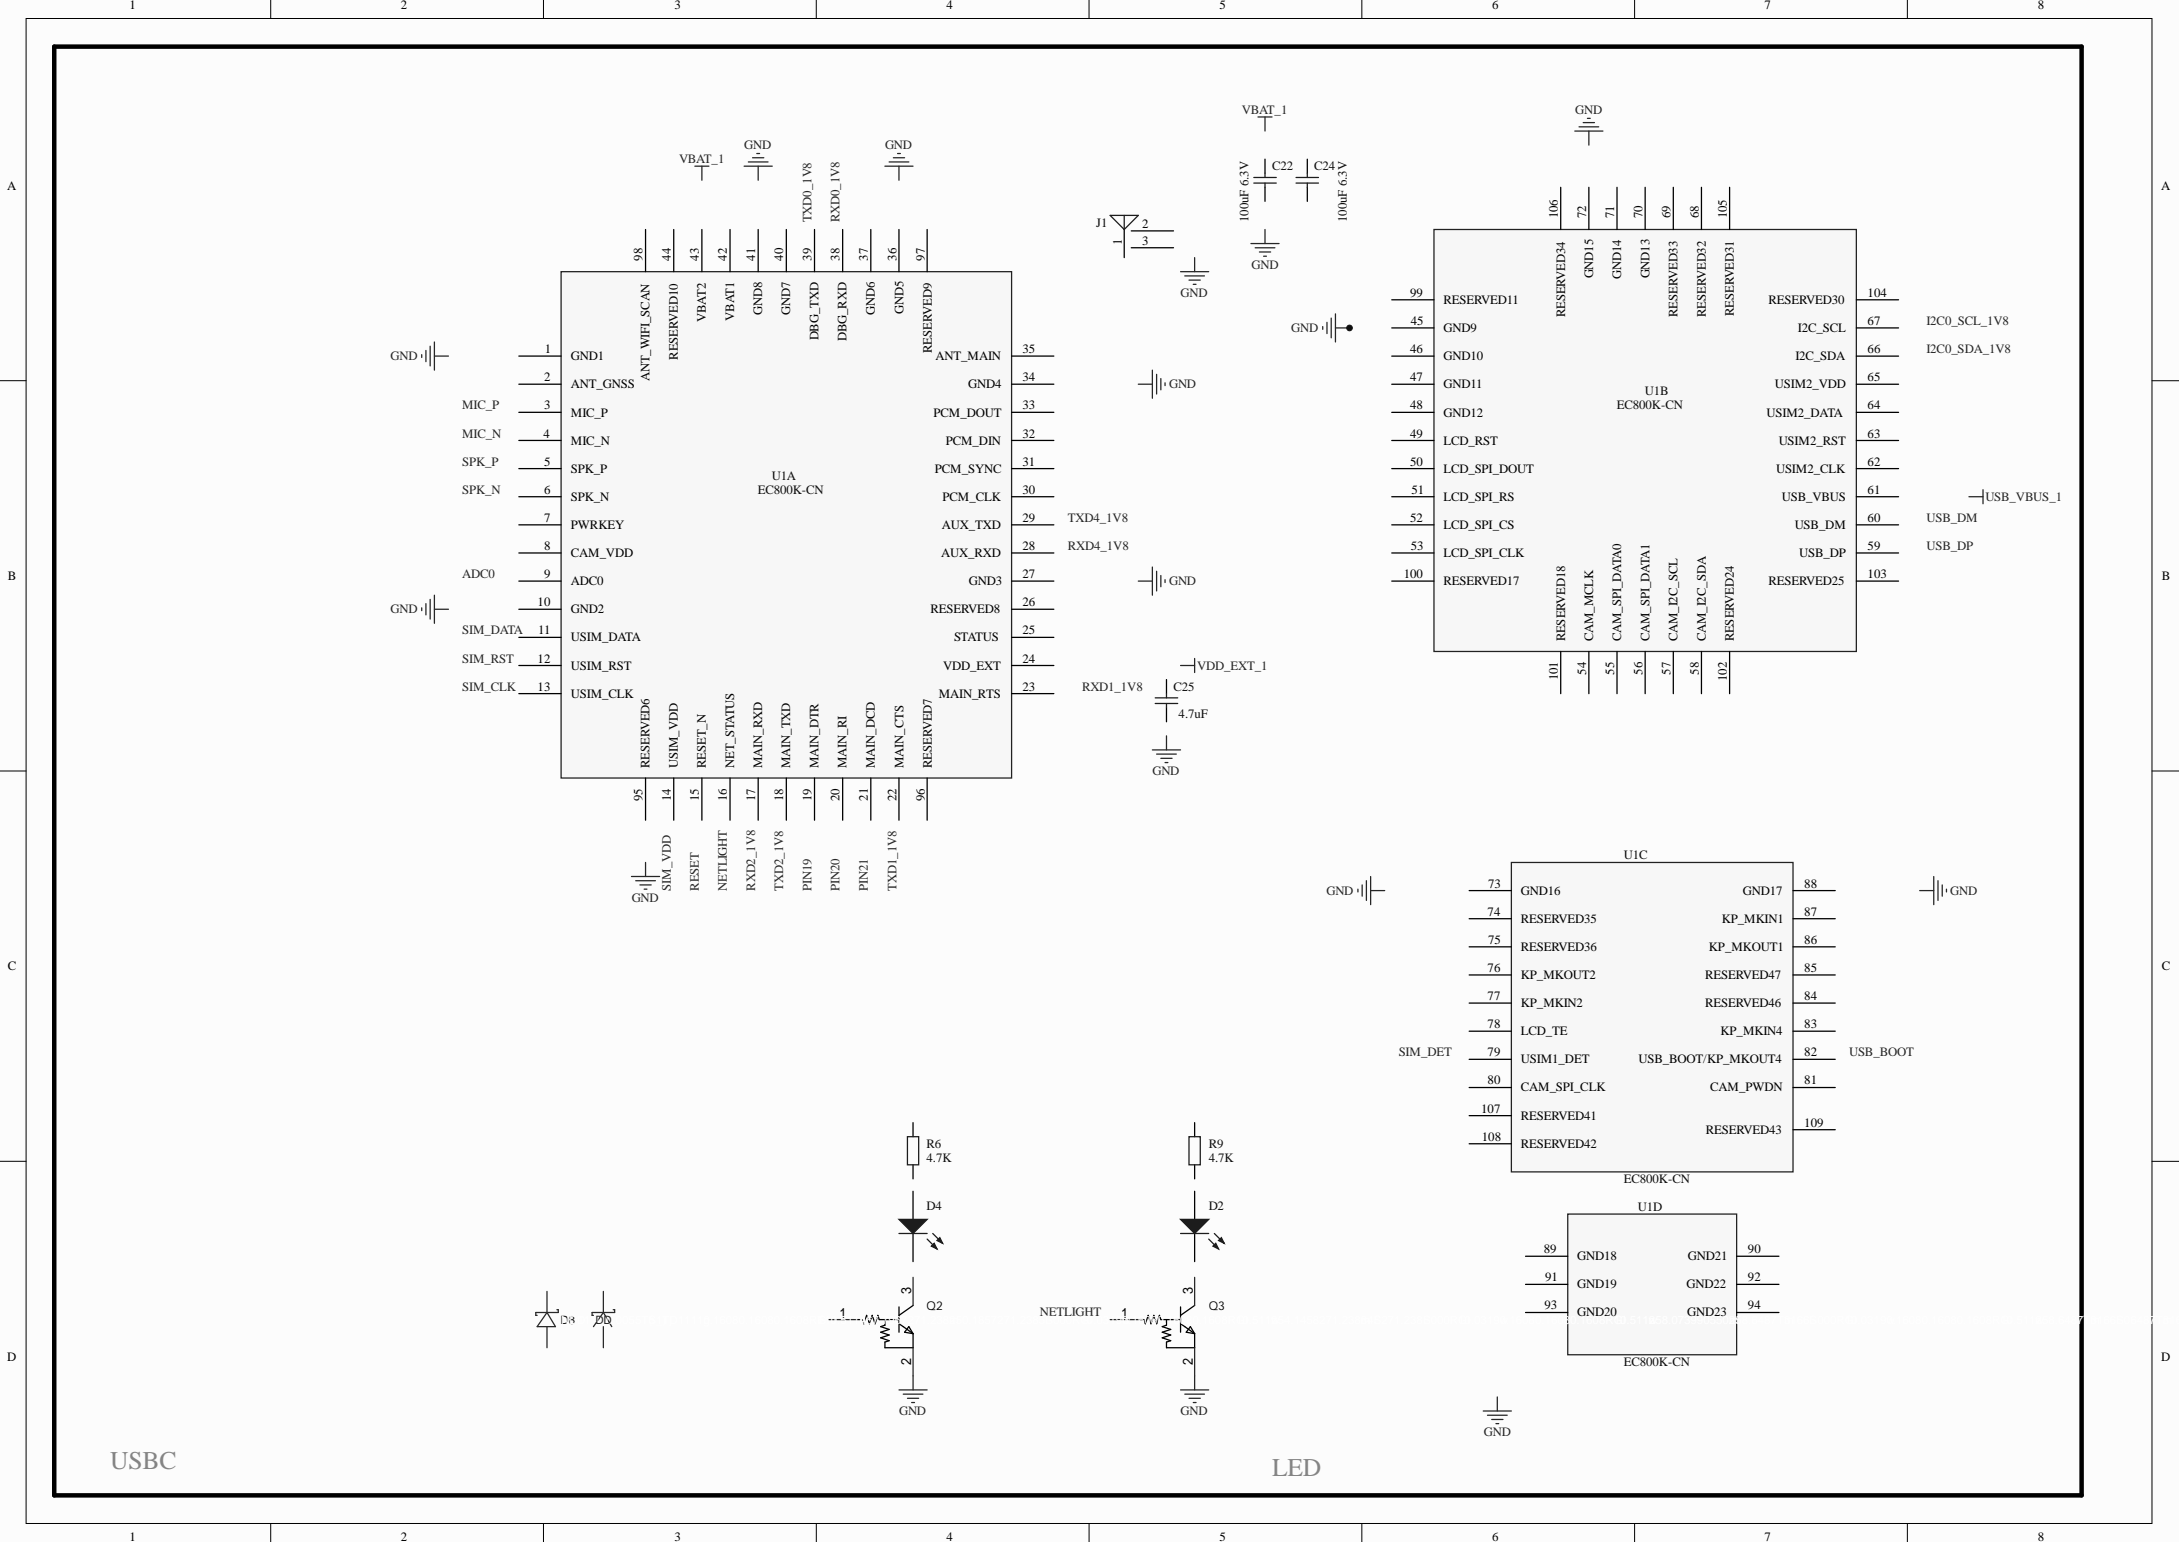 1 2 3 4 5 6 7 8
A A
B B
C C
D D
VBAT_1
GND
TXD0_1V8
RXD0_1V8
GND
98 44 43 42 41 40 39 38 37 36 97
ANT_WIFI_SCAN
RESERVED10
VBAT2
VBAT1
GND8
GND7
DBG_TXD
DBG_RXD
GND6
GND5
RESERVED9
GND
1 GND1
2 ANT_GNSS
MIC_P 3 MIC_P
MIC_N 4 MIC_N
SPK_P 5 SPK_P
SPK_N 6 SPK_N
7 PWRKEY
8 CAM_VDD
ADC0 9 ADC0
GND 10 GND2
SIM_DATA 11 USIM_DATA
SIM_RST 12 USIM_RST
SIM_CLK 13 USIM_CLK
U1A
EC800K-CN
ANT_MAIN 35
GND4 34 GND
PCM_DOUT 33
PCM_DIN 32
PCM_SYNC 31
PCM_CLK 30
AUX_TXD 29 TXD4_1V8
AUX_RXD 28 RXD4_1V8
GND3 27 GND
RESERVED8 26
STATUS 25
VDD_EXT 24 VDD_EXT_1
MAIN_RTS 23 RXD1_1V8
C25
4.7uF
GND
RESERVED6
USIM_VDD
RESET_N
NET_STATUS
MAIN_RXD
MAIN_TXD
MAIN_DTR
MAIN_RI
MAIN_DCD
MAIN_CTS
RESERVED7
95 14 15 16 17 18 19 20 21 22 96
GND
SIM_VDD
RESET
NETLIGHT
RXD2_1V8
TXD2_1V8
PIN19
PIN20
PIN21
TXD1_1V8
VBAT_1
C22
100uF 6.3V
C24
100uF 6.3V
GND
J1
1
2
3
GND
GND
GND
106 72 71 70 69 68 105
RESERVED34
GND15
GND14
GND13
RESERVED33
RESERVED32
RESERVED31
99 RESERVED11
45 GND9
46 GND10
47 GND11
48 GND12
49 LCD_RST
50 LCD_SPI_DOUT
51 LCD_SPI_RS
52 LCD_SPI_CS
53 LCD_SPI_CLK
100 RESERVED17
U1B
EC800K-CN
RESERVED30 104
I2C_SCL 67 I2C0_SCL_1V8
I2C_SDA 66 I2C0_SDA_1V8
USIM2_VDD 65
USIM2_DATA 64
USIM2_RST 63
USIM2_CLK 62
USB_VBUS 61 USB_VBUS_1
USB_DM 60 USB_DM
USB_DP 59 USB_DP
RESERVED25 103
RESERVED18
CAM_MCLK
CAM_SPI_DATA0
CAM_SPI_DATA1
CAM_I2C_SCL
CAM_I2C_SDA
RESERVED24
101 54 55 56 57 58 102
U1C
GND 73 GND16
74 RESERVED35
75 RESERVED36
76 KP_MKOUT2
77 KP_MKIN2
78 LCD_TE
SIM_DET 79 USIM1_DET
80 CAM_SPI_CLK
107 RESERVED41
108 RESERVED42
GND17 88 GND
KP_MKIN1 87
KP_MKOUT1 86
RESERVED47 85
RESERVED46 84
KP_MKIN4 83
USB_BOOT/KP_MKOUT4 82 USB_BOOT
CAM_PWDN 81
RESERVED43 109
EC800K-CN
U1D
89 GND18 GND21 90
91 GND19 GND22 92
93 GND20 GND23 94
EC800K-CN
GND
R6
4.7K
D4
3
Q2
1
2
GND
R9
4.7K
D2
3
Q3
NETLIGHT 1
2
GND
USBC
LED
1 2 3 4 5 6 7 8